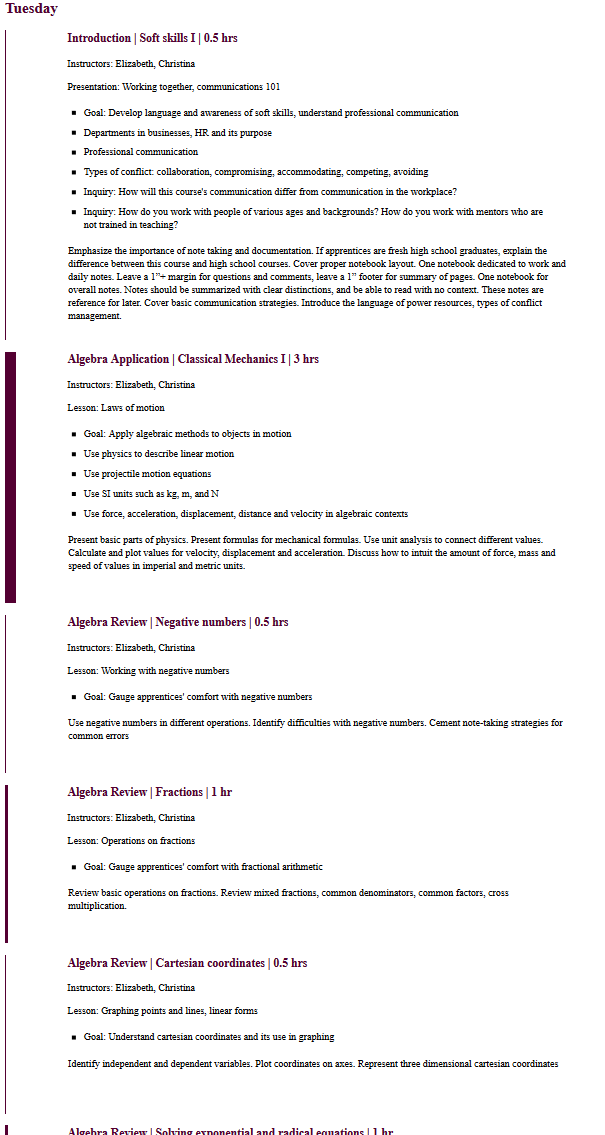 Tuesday
Introduction | Soft skills I | 0.5 hrs
Instructors: Elizabeth, Christina
Presentation: Working together, communications 101
▪ Goal: Develop language and awareness of soft skills, understand professional communication
▪ Departments in businesses, HR and its purpose
▪ Professional communication
▪ Types of conflict: collaboration, compromising, accommodating, competing, avoiding
▪ Inquiry: How will this course's communication differ from communication in the workplace?
▪ Inquiry: How do you work with people of various ages and backgrounds? How do you work with mentors who are
not trained in teaching?
Emphasize the importance of note taking and documentation. If apprentices are fresh high school graduates, explain the
difference between this course and high school courses. Cover proper notebook layout. One notebook dedicated to work and
daily notes. Leave a 1”+ margin for questions and comments, leave a 1” footer for summary of pages. One notebook for
overall notes. Notes should be summarized with clear distinctions, and be able to read with no context. These notes are
reference for later. Cover basic communication strategies. Introduce the language of power resources, types of conflict
management.
Algebra Application | Classical Mechanics I | 3 hrs
Instructors: Elizabeth, Christina
Lesson: Laws of motion
▪ Goal: Apply algebraic methods to objects in motion
▪ Use physics to describe linear motion
▪ Use projectile motion equations
▪ Use SI units such as kg, m, and N
▪ Use force, acceleration, displacement, distance and velocity in algebraic contexts
Present basic parts of physics. Present formulas for mechanical formulas. Use unit analysis to connect different values.
Calculate and plot values for velocity, displacement and acceleration. Discuss how to intuit the amount of force, mass and
speed of values in imperial and metric units.
Algebra Review | Negative numbers | 0.5 hrs
Instructors: Elizabeth, Christina
Lesson: Working with negative numbers
▪ Goal: Gauge apprentices' comfort with negative numbers
Use negative numbers in different operations. Identify difficulties with negative numbers. Cement note-taking strategies for
common errors
Algebra Review | Fractions | 1 hr
Instructors: Elizabeth, Christina
Lesson: Operations on fractions
▪ Goal: Gauge apprentices' comfort with fractional arithmetic
Review basic operations on fractions. Review mixed fractions, common denominators, common factors, cross
multiplication.
Algebra Review | Cartesian coordinates | 0.5 hrs
Instructors: Elizabeth, Christina
Lesson: Graphing points and lines, linear forms
▪ Goal: Understand cartesian coordinates and its use in graphing
Identify independent and dependent variables. Plot coordinates on axes. Represent three dimensional cartesian coordinates
Algebra Review | Solving exponential and radical equations | 1 hr